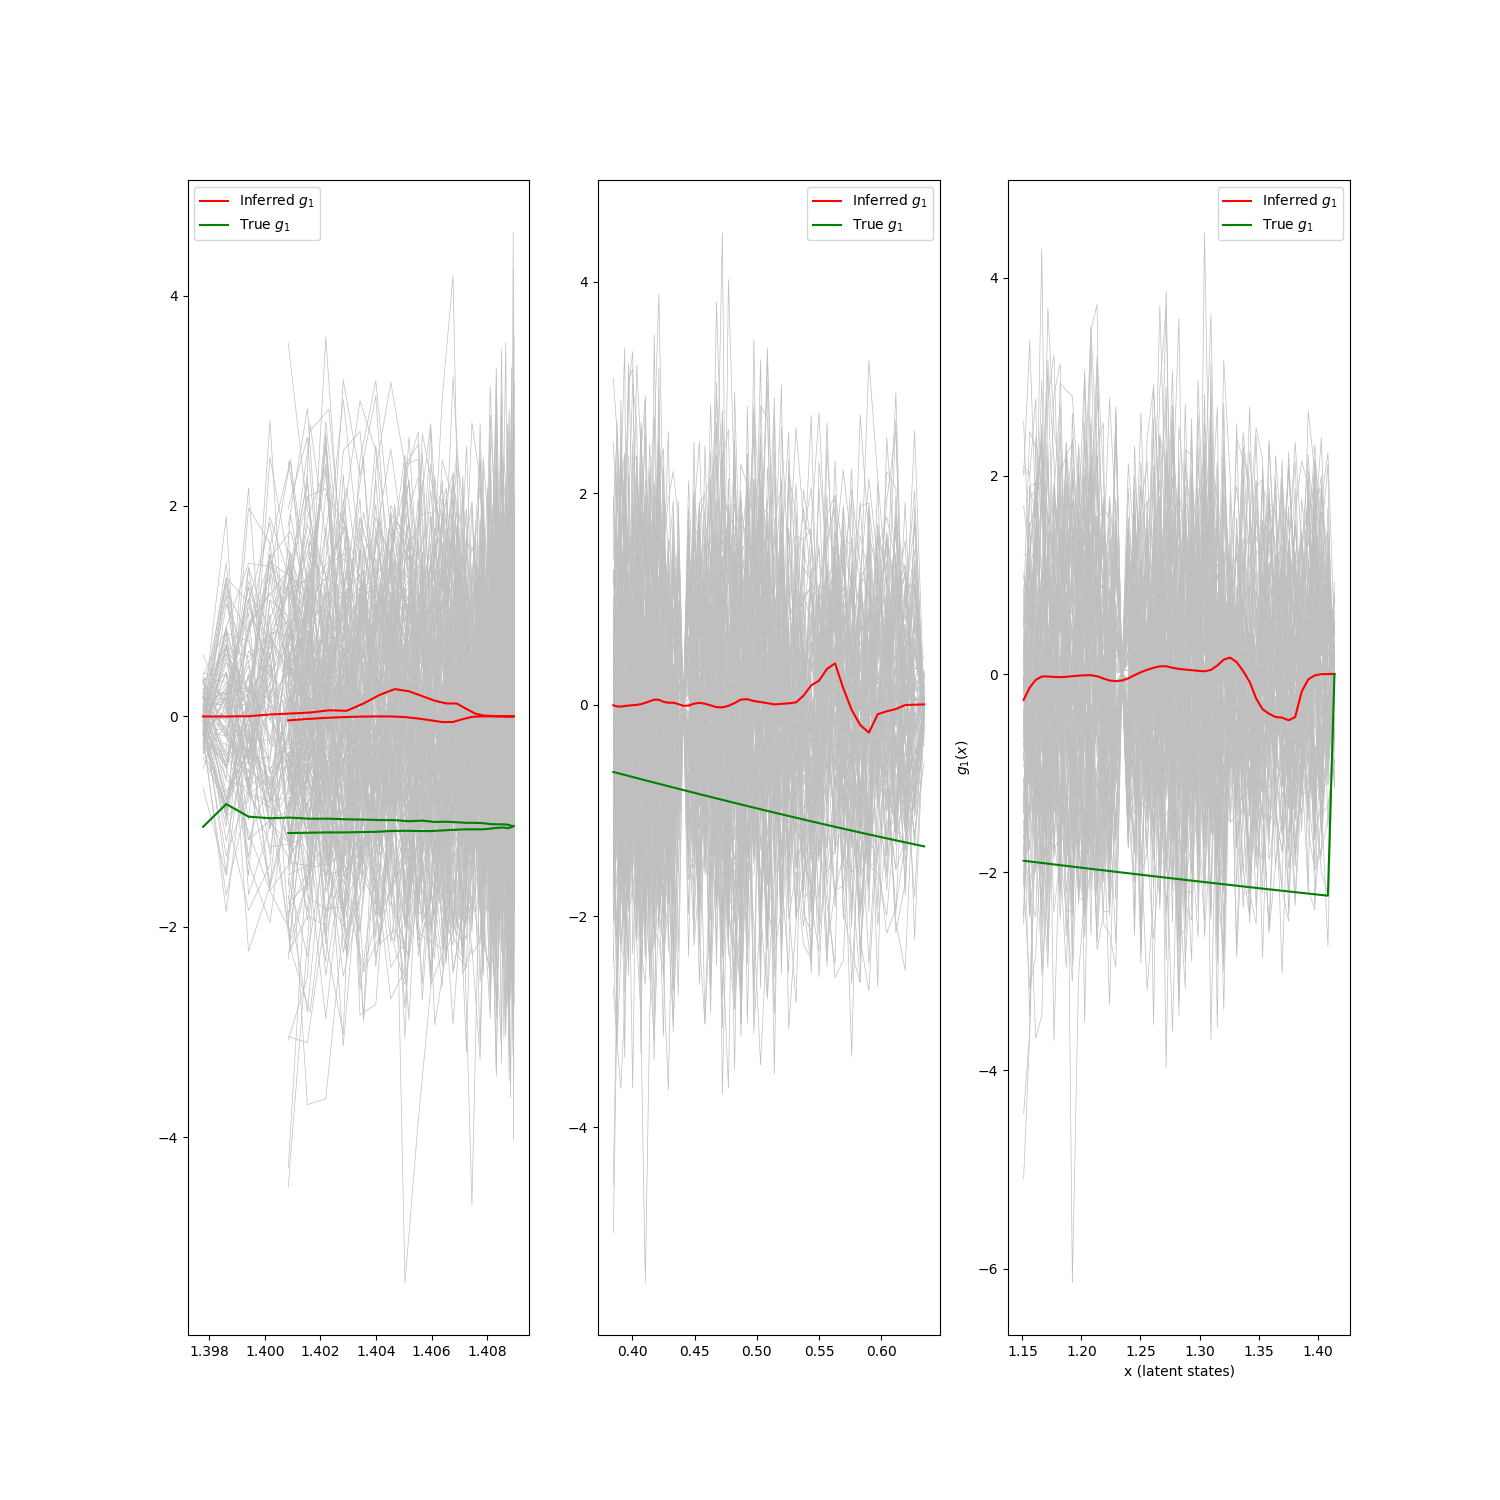 Inferred g₁
True g₁
4
2
0
−2
−4
1.398 1.400 1.402 1.404 1.406 1.408
Inferred g₁
True g₁
4
2
0
−2
−4
0.40 0.45 0.50 0.55 0.60
Inferred g₁
True g₁
g₁(x)
4
2
0
−2
−4
−6
1.15 1.20 1.25 1.30 1.35 1.40
x (latent states)